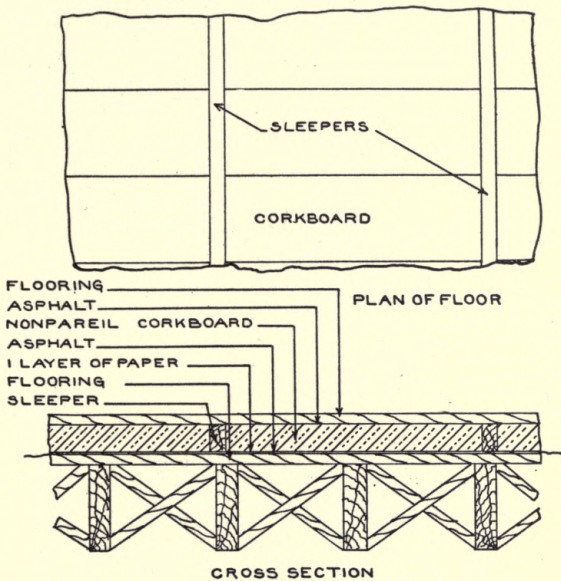 SLEEPERS
CORKBOARD
PLAN OF FLOOR
FLOORING
ASPHALT
NONPAREIL CORKBOARD
ASPHALT
1 LAYER OF PAPER
FLOORING
SLEEPER
CROSS SECTION